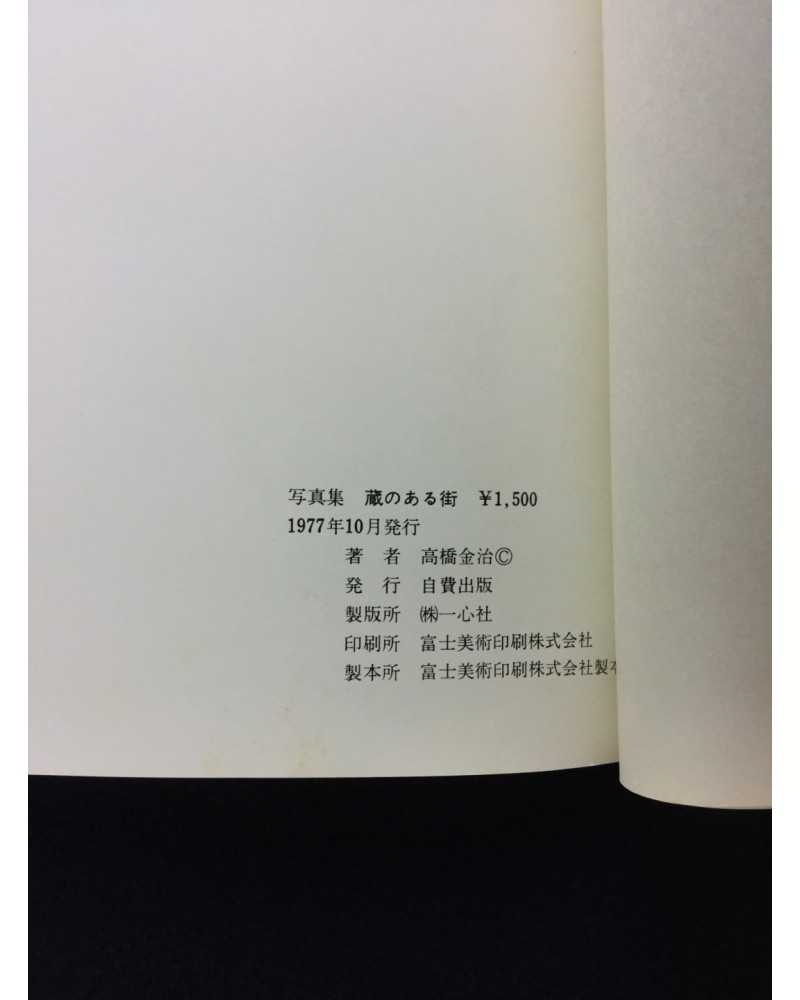 写真集 蔵のある街 ¥1,500
1977年10月発行
著 者 高橋金治©
発 行 自費出版
製版所 ㈱一心社
印刷所 富士美術印刷株式会社
製本所 富士美術印刷株式会社製本